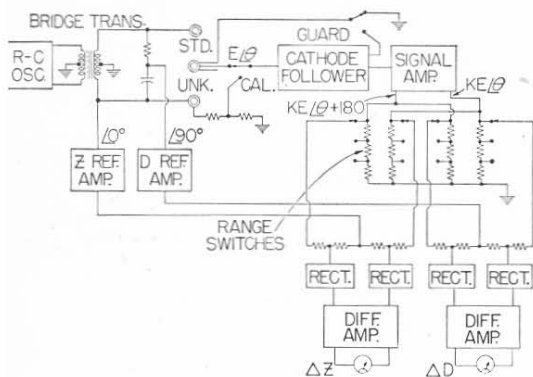 BRIDGE TRANS.
R-C
OSC.
STD.
UNK.
GUARD
E∠θ
CAL.
CATHODE
FOLLOWER
SIGNAL
AMP.
KE∠θ
KE∠θ+180
∠0°
∠90°
Z REF.
AMP.
D REF.
AMP.
RANGE
SWITCHES
RECT.
RECT.
RECT.
RECT.
DIFF.
AMP.
DIFF.
AMP.
ΔZ
ΔD